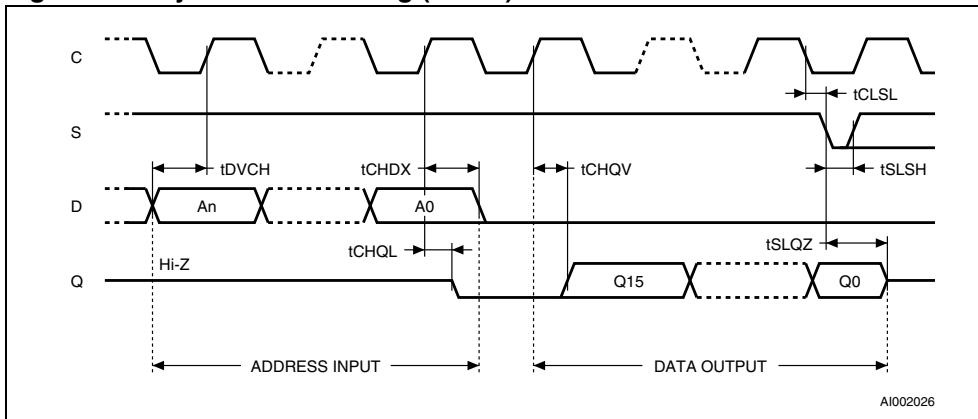 C
tCLSL
S
tDVCH
tCHDX
tCHQV
tSLSH
D
An
A0
tCHQL
tSLQZ
Hi-Z
Q
Q15
Q0
ADDRESS INPUT
DATA OUTPUT
AI002026